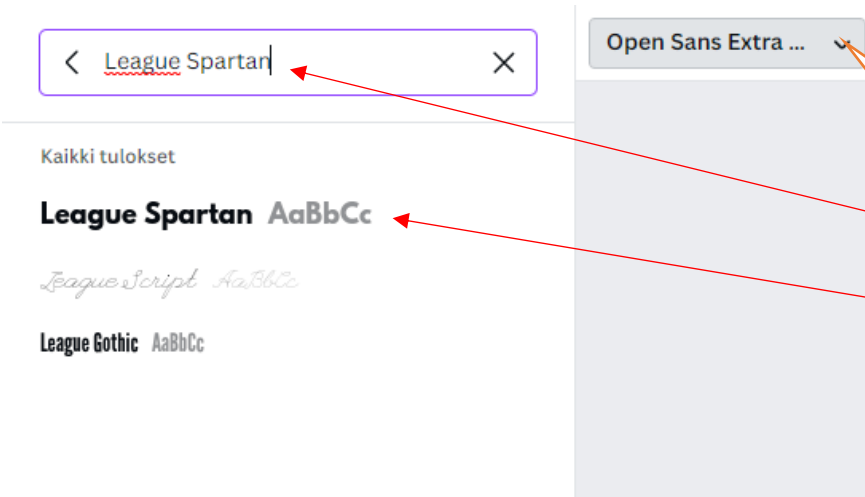 League Spartan
Open Sans Extra ...
Kaikki tulokset
League Spartan AaBbCc
League Script AaBbCc
League Gothic AaBbCc